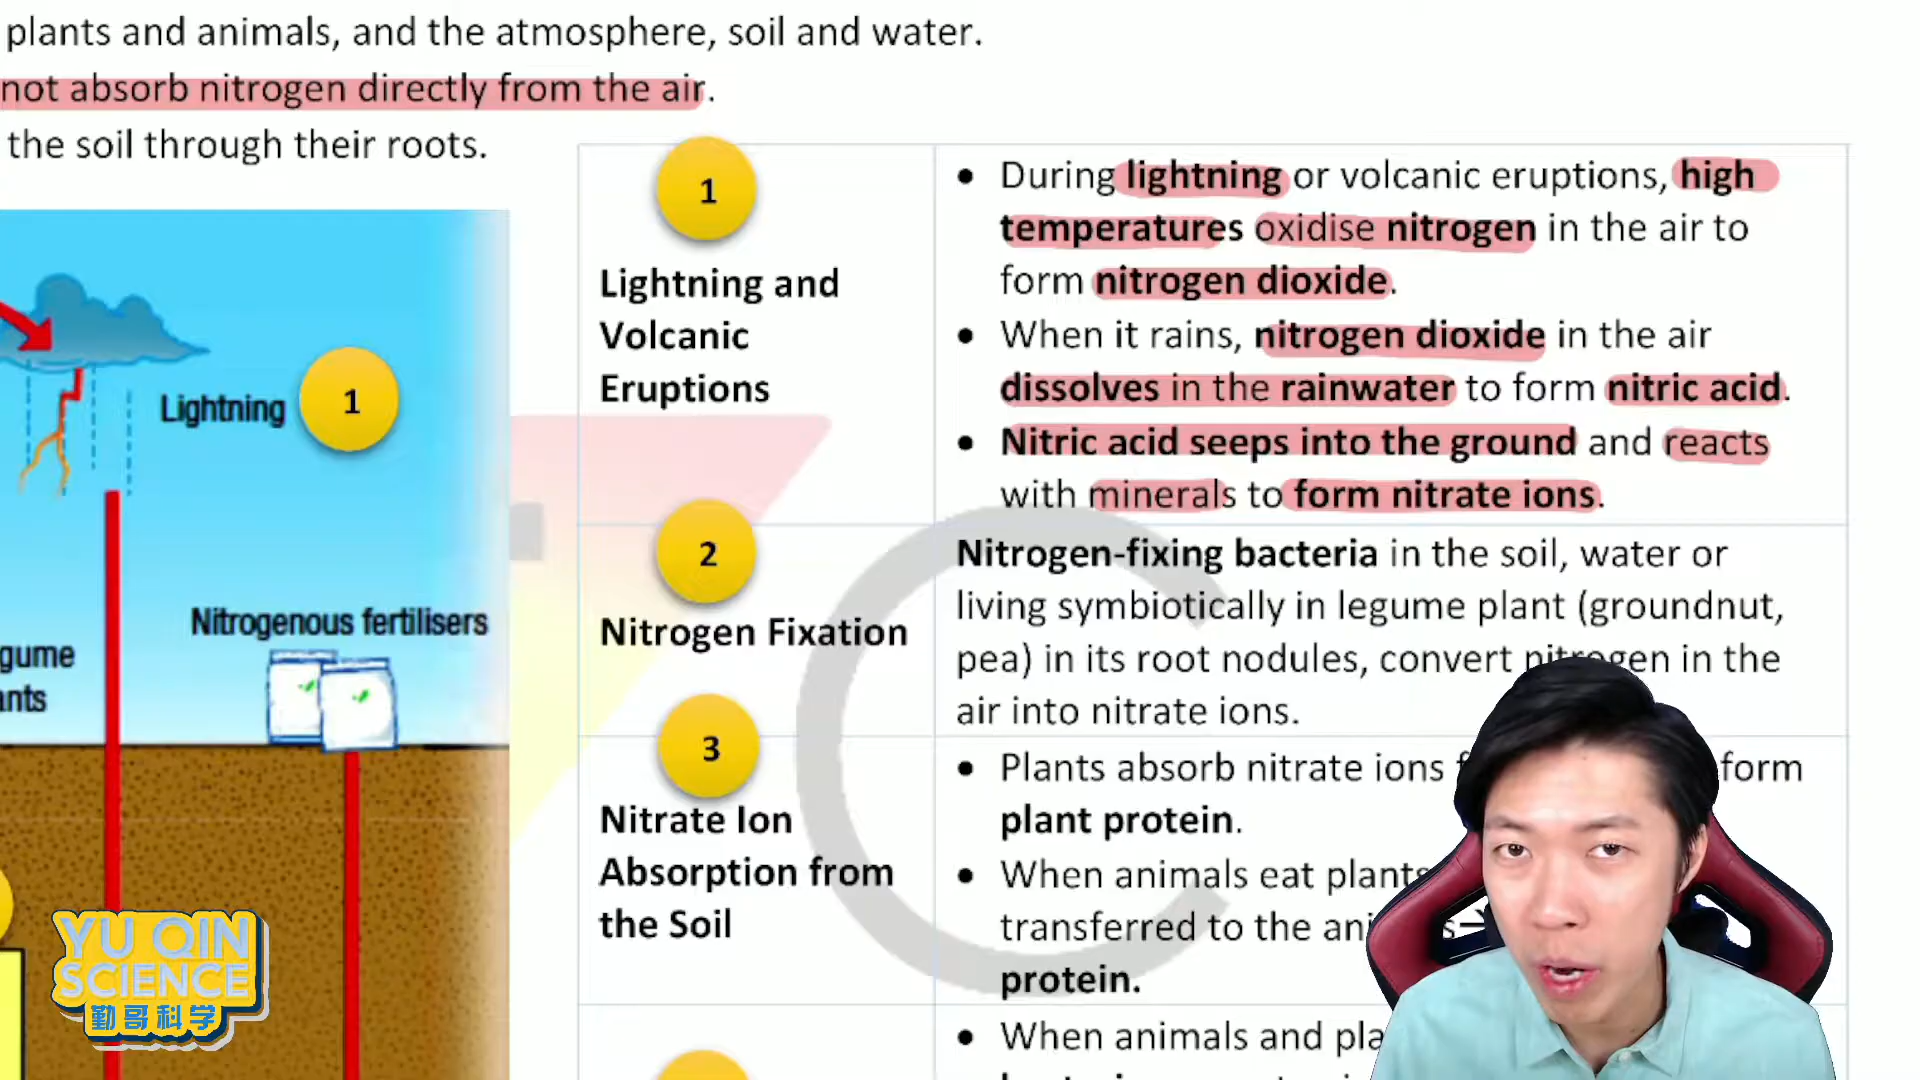 plants and animals, and the atmosphere, soil and water.
not absorb nitrogen directly from the air.
the soil through their roots.
Lightning 1
Nitrogenous fertilisers
gume
ants
1
Lightning and
Volcanic
Eruptions
• During lightning or volcanic eruptions, high
temperatures oxidise nitrogen in the air to
form nitrogen dioxide.
• When it rains, nitrogen dioxide in the air
dissolves in the rainwater to form nitric acid.
• Nitric acid seeps into the ground and reacts
with minerals to form nitrate ions.
2
Nitrogen Fixation
Nitrogen-fixing bacteria in the soil, water or
living symbiotically in legume plant (groundnut,
pea) in its root nodules, convert nitrogen in the
air into nitrate ions.
3
Nitrate Ion
Absorption from
the Soil
• Plants absorb nitrate ions form
plant protein.
• When animals eat plants
transferred to the
protein.
• When animals and
YU QIN
SCIENCE
勤哥科学